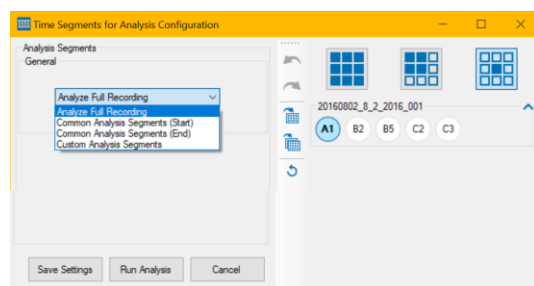 Time Segments for Analysis Configuration
Analysis Segments
General
Analyze Full Recording
Analyze Full Recording
Common Analysis Segments (Start)
Common Analysis Segments (End)
Custom Analysis Segments
Save Settings
Run Analysis
Cancel
20160802_8_2_2016_001
A1 B2 B5 C2 C3